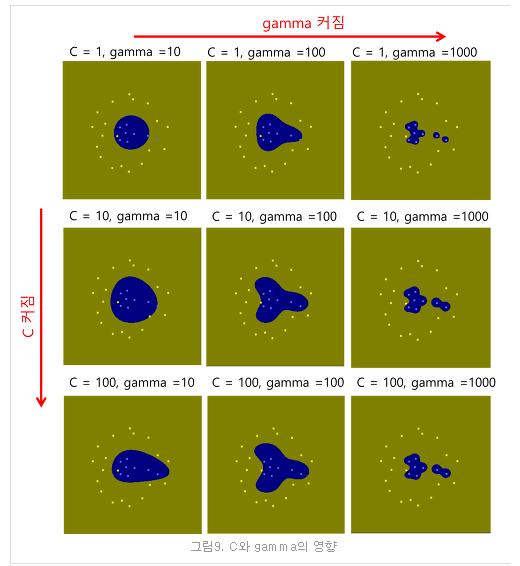 gamma 커짐
C = 1, gamma =10
C = 1, gamma =100
C = 1, gamma =1000
C = 10, gamma =10
C = 10, gamma =100
C = 10, gamma =1000
C 커짐
C = 100, gamma =10
C = 100, gamma =100
C = 100, gamma =1000
그림9. C와 gamma의 영향